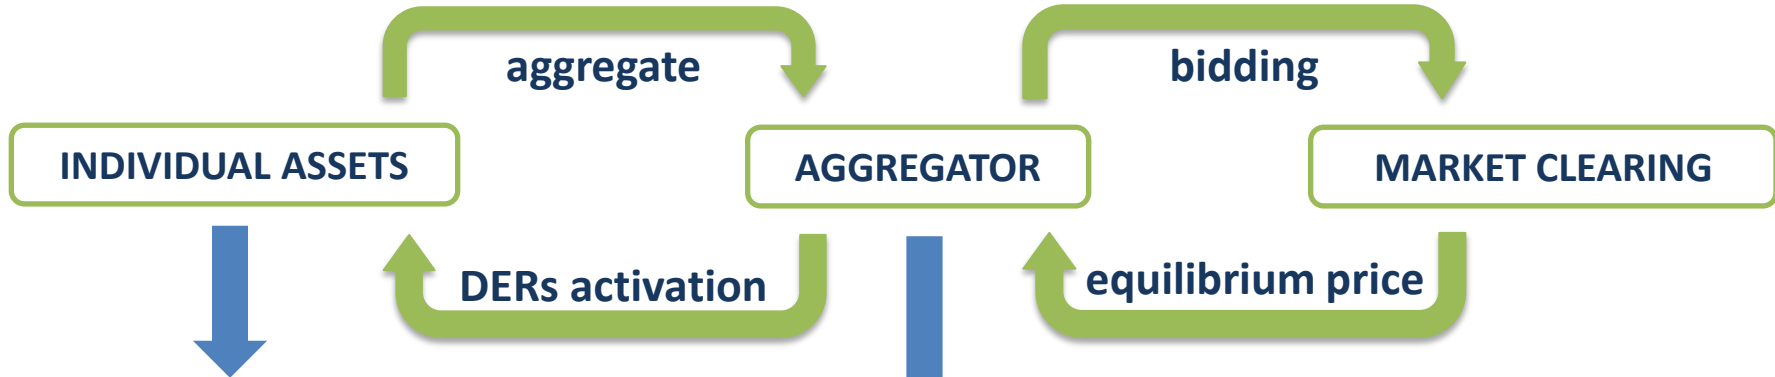 aggregate
bidding
INDIVIDUAL ASSETS
AGGREGATOR
MARKET CLEARING
DERs activation
equilibrium price